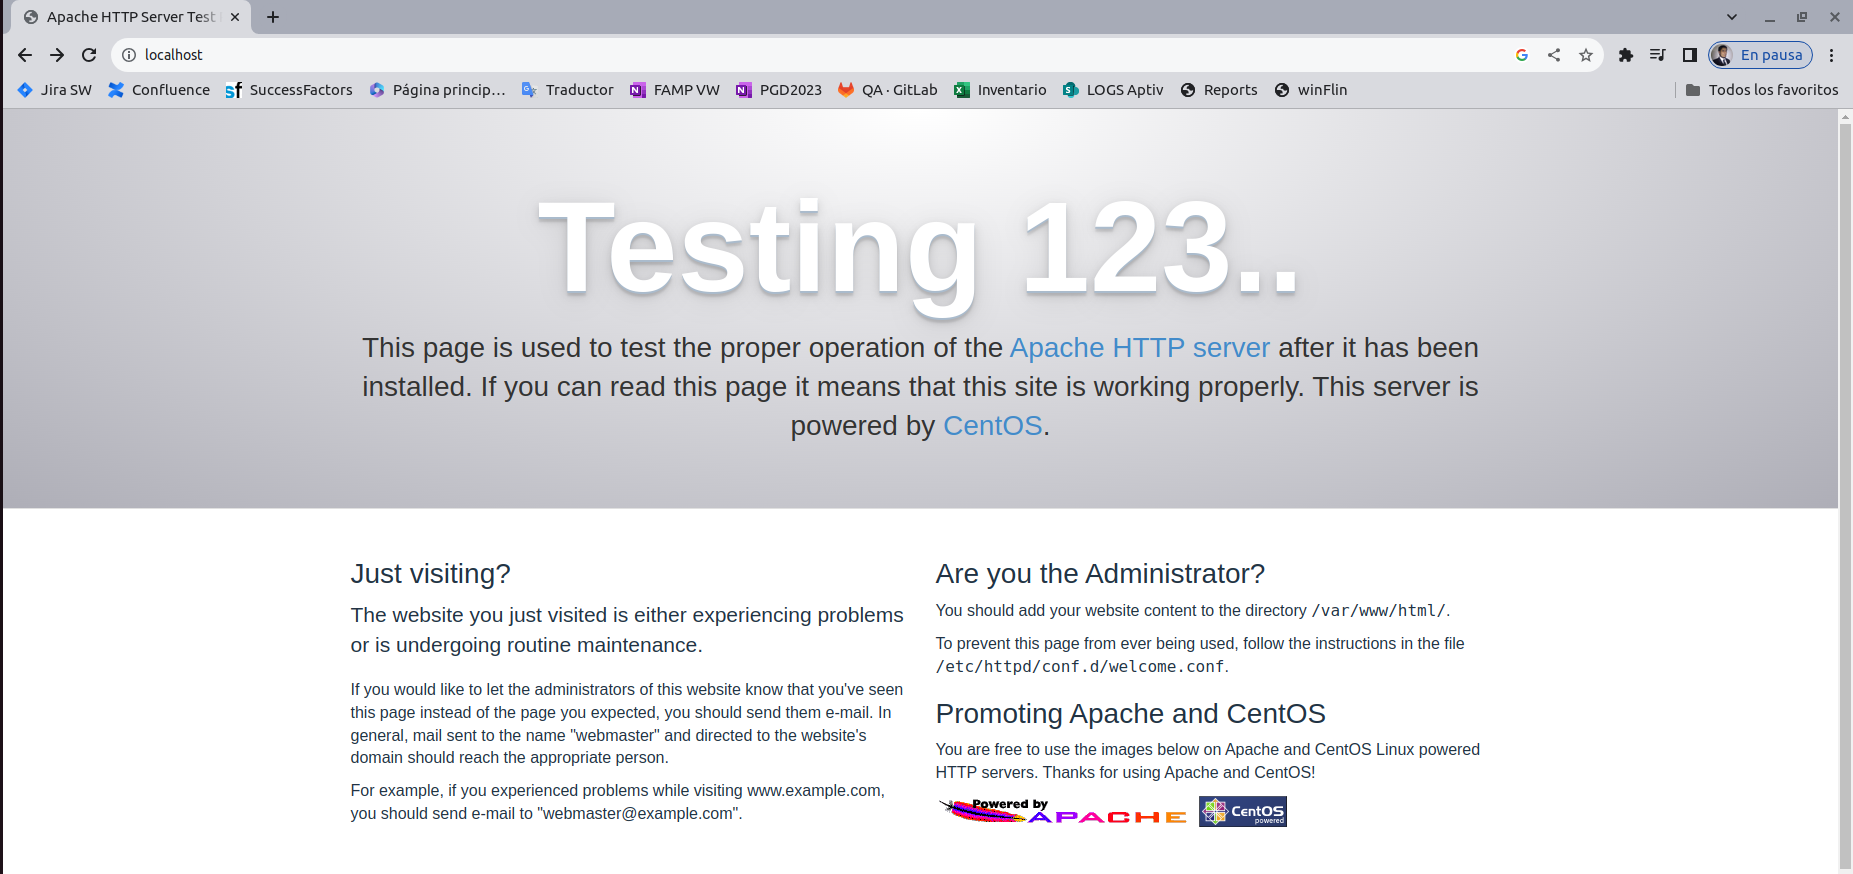 Apache HTTP Server Test
localhost
En pausa
Jira SW
Confluence
SuccessFactors
Página princip...
Traductor
FAMP VW
PGD2023
QA · GitLab
Inventario
LOGS Aptiv
Reports
winFlin
Todos los favoritos
Testing 123..
This page is used to test the proper operation of the Apache HTTP server after it has been
installed. If you can read this page it means that this site is working properly. This server is
powered by CentOS.
Just visiting?
The website you just visited is either experiencing problems
or is undergoing routine maintenance.
If you would like to let the administrators of this website know that you've seen
this page instead of the page you expected, you should send them e-mail. In
general, mail sent to the name "webmaster" and directed to the website's
domain should reach the appropriate person.
For example, if you experienced problems while visiting www.example.com,
you should send e-mail to "webmaster@example.com".
Are you the Administrator?
You should add your website content to the directory /var/www/html/.
To prevent this page from ever being used, follow the instructions in the file
/etc/httpd/conf.d/welcome.conf.
Promoting Apache and CentOS
You are free to use the images below on Apache and CentOS Linux powered
HTTP servers. Thanks for using Apache and CentOS!
Powered by
APACHE
CentOS
powered